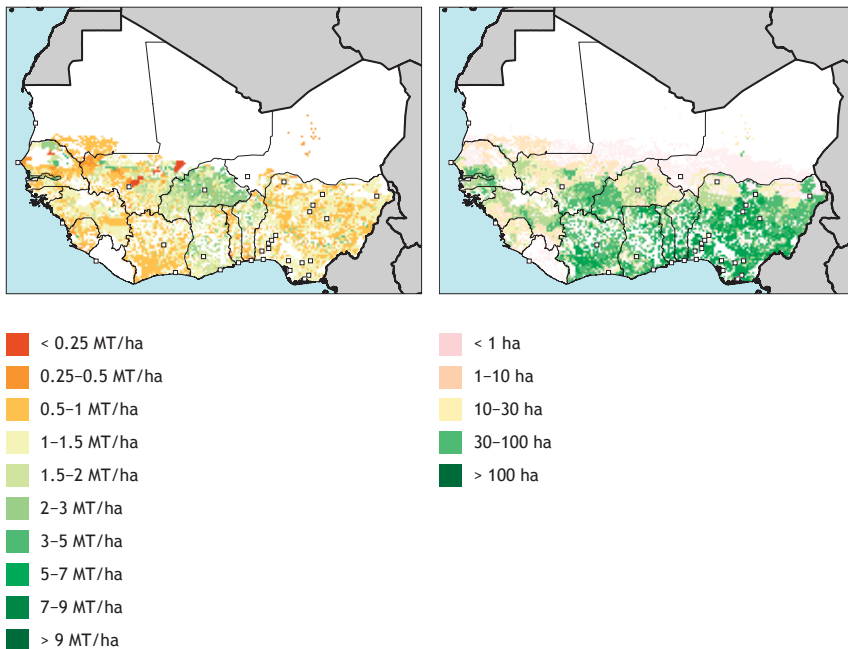 < 0.25 MT/ha
0.25–0.5 MT/ha
0.5–1 MT/ha
1–1.5 MT/ha
1.5–2 MT/ha
2–3 MT/ha
3–5 MT/ha
5–7 MT/ha
7–9 MT/ha
> 9 MT/ha
< 1 ha
1–10 ha
10–30 ha
30–100 ha
> 100 ha